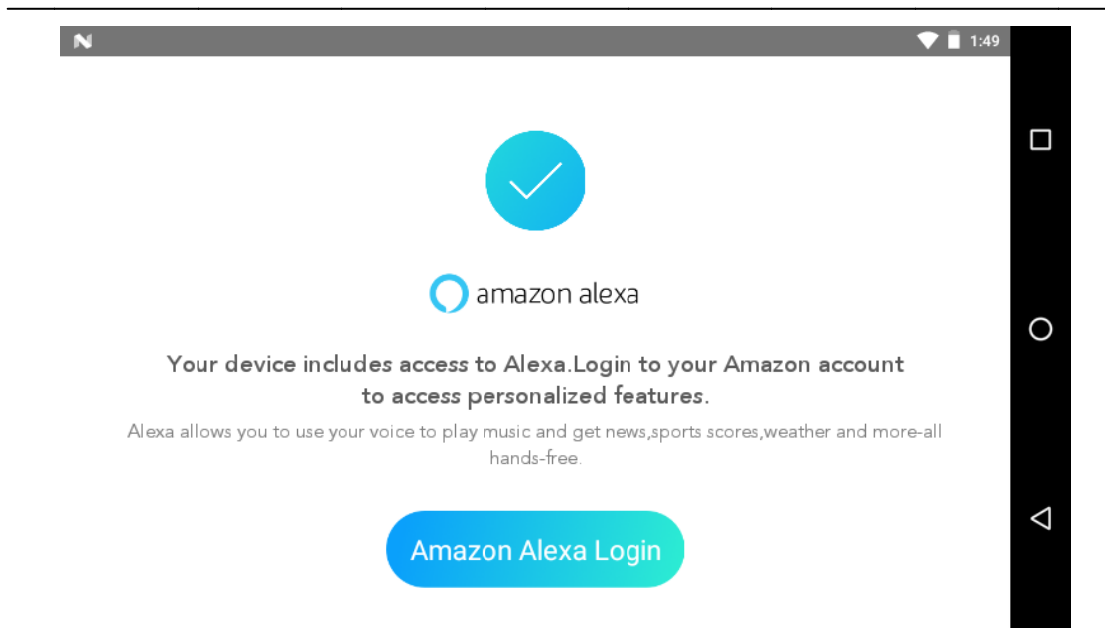 1:49
amazon alexa
Your device includes access to Alexa.Login to your Amazon account
to access personalized features.
Alexa allows you to use your voice to play music and get news,sports scores,weather and more-all
hands-free.
Amazon Alexa Login